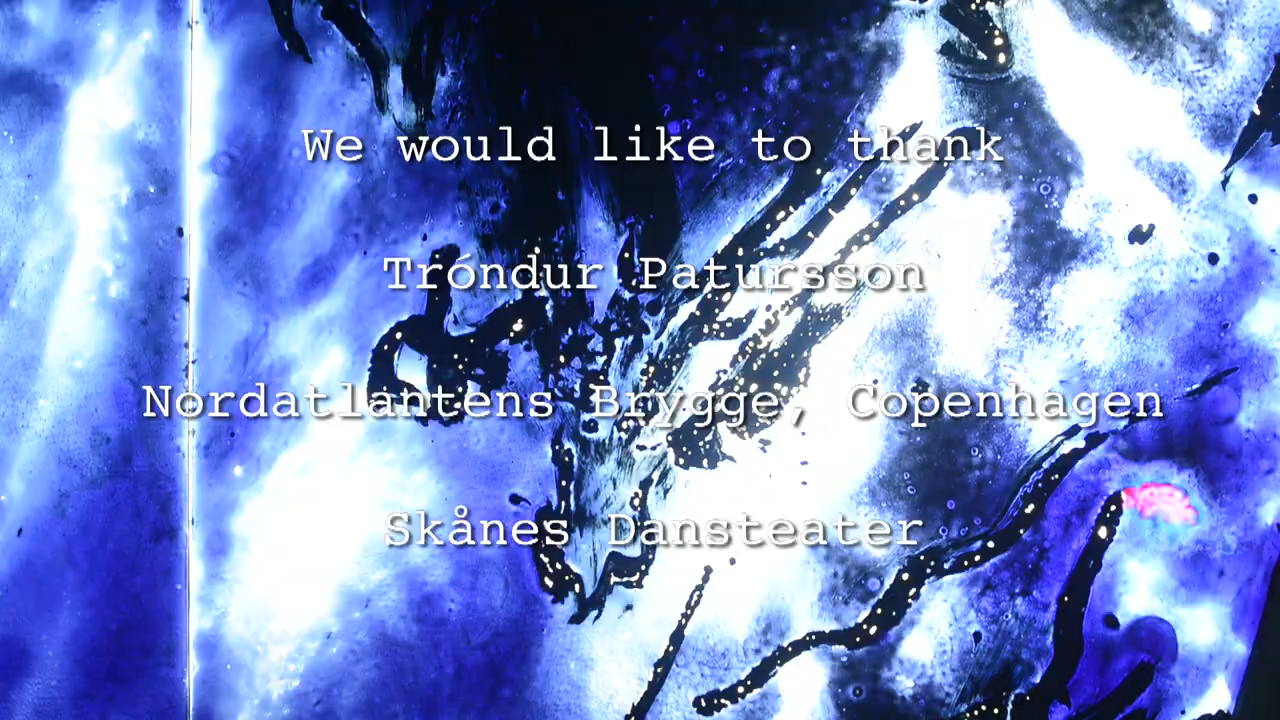 We would like to thank
Tróndur Patursson
Nordatlantens Brygge, Copenhagen
Skånes Dansteater